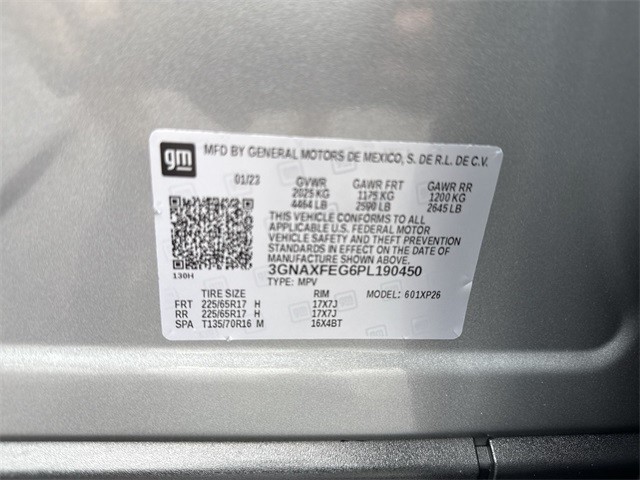 gm
MFD BY GENERAL MOTORS DE MEXICO, S. DE R.L. DE C.V.
01/23 GVWR GAWR FRT GAWR RR
2025 KG 1175 KG 1200 KG
4464 LB 2590 LB 2645 LB
THIS VEHICLE CONFORMS TO ALL
APPLICABLE U.S. FEDERAL MOTOR
VEHICLE SAFETY AND THEFT PREVENTION
STANDARDS IN EFFECT ON THE DATE OF
MANUFACTURE SHOWN ABOVE.
130H
3GNAXFEG6PL190450
TYPE: MPV
TIRE SIZE RIM MODEL: 601XP26
FRT 225/65R17 H 17X7J
RR 225/65R17 H 17X7J
SPA T135/70R16 M 16X4BT